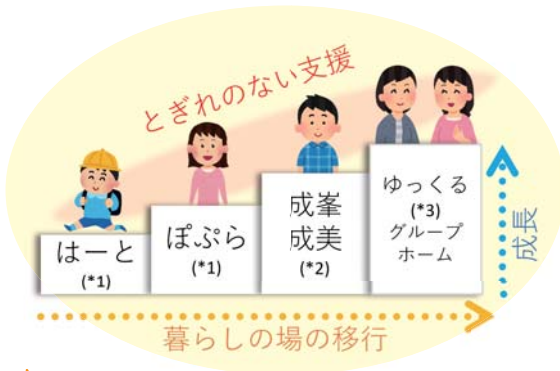 とぎれのない支援
はーと
(*1)
ぽぷら
(*1)
成峯
成美
(*2)
ゆっくる
(*3)
グループ
ホーム
成長
暮らしの場の移行